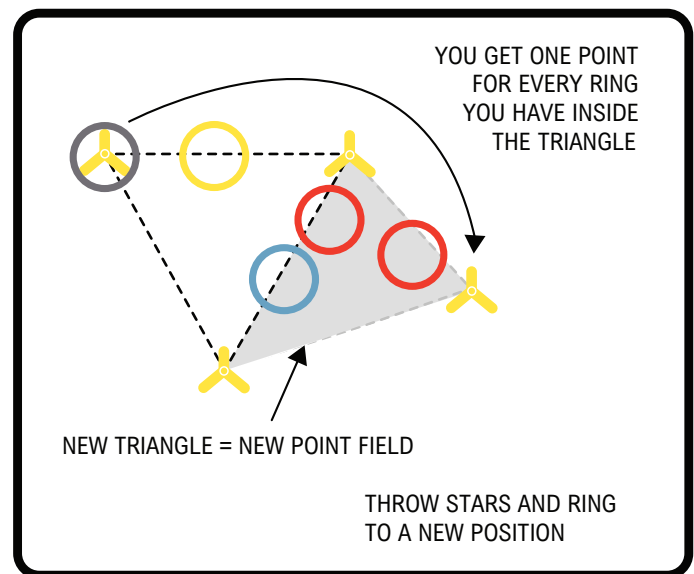 YOU GET ONE POINT
FOR EVERY RING
YOU HAVE INSIDE
THE TRIANGLE
NEW TRIANGLE = NEW POINT FIELD
THROW STARS AND RING
TO A NEW POSITION